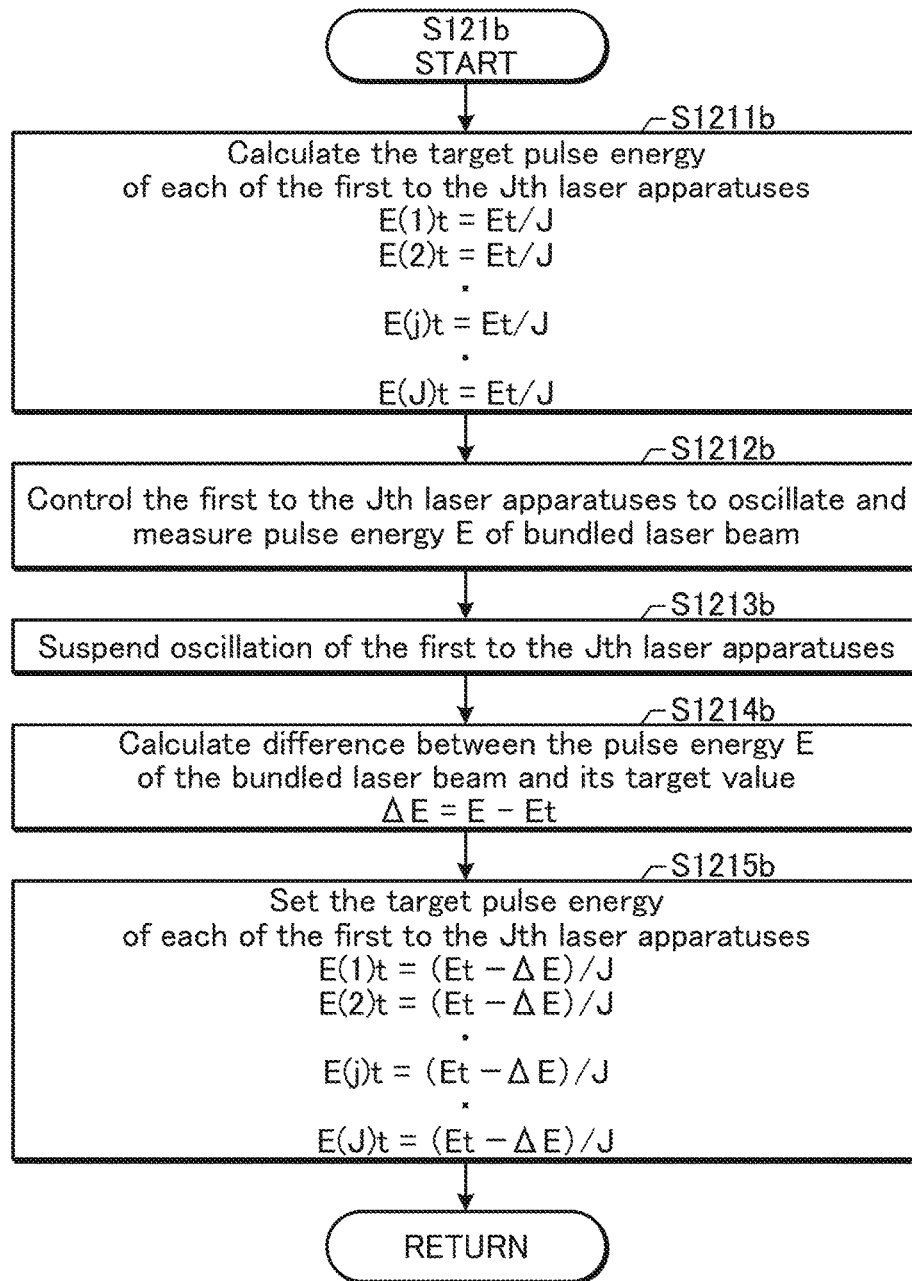 S121b
START
S1211b
Calculate the target pulse energy
of each of the first to the Jth laser apparatuses
E(1)t = Et/J
E(2)t = Et/J
·
E(j)t = Et/J
·
E(J)t = Et/J
S1212b
Control the first to the Jth laser apparatuses to oscillate and
measure pulse energy E of bundled laser beam
S1213b
Suspend oscillation of the first to the Jth laser apparatuses
S1214b
Calculate difference between the pulse energy E
of the bundled laser beam and its target value
ΔE = E − Et
S1215b
Set the target pulse energy
of each of the first to the Jth laser apparatuses
E(1)t = (Et − ΔE)/J
E(2)t = (Et − ΔE)/J
·
E(j)t = (Et − ΔE)/J
·
E(J)t = (Et − ΔE)/J
RETURN